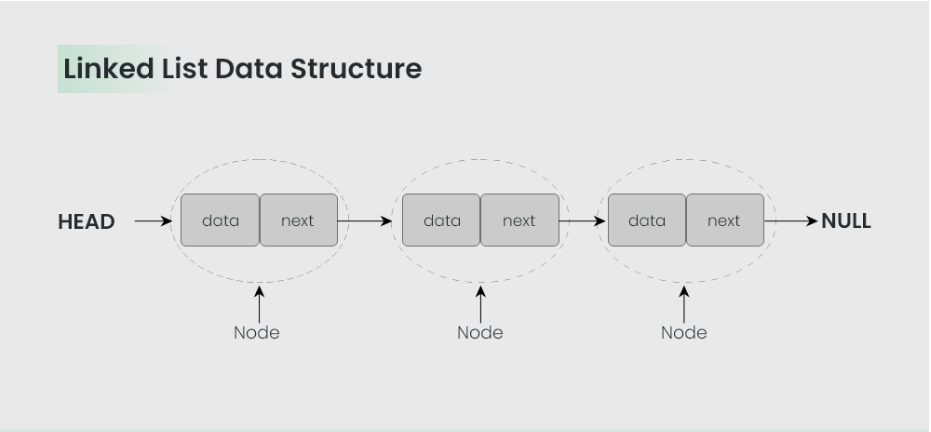 Linked List Data Structure
HEAD data next data next data next NULL
Node Node Node